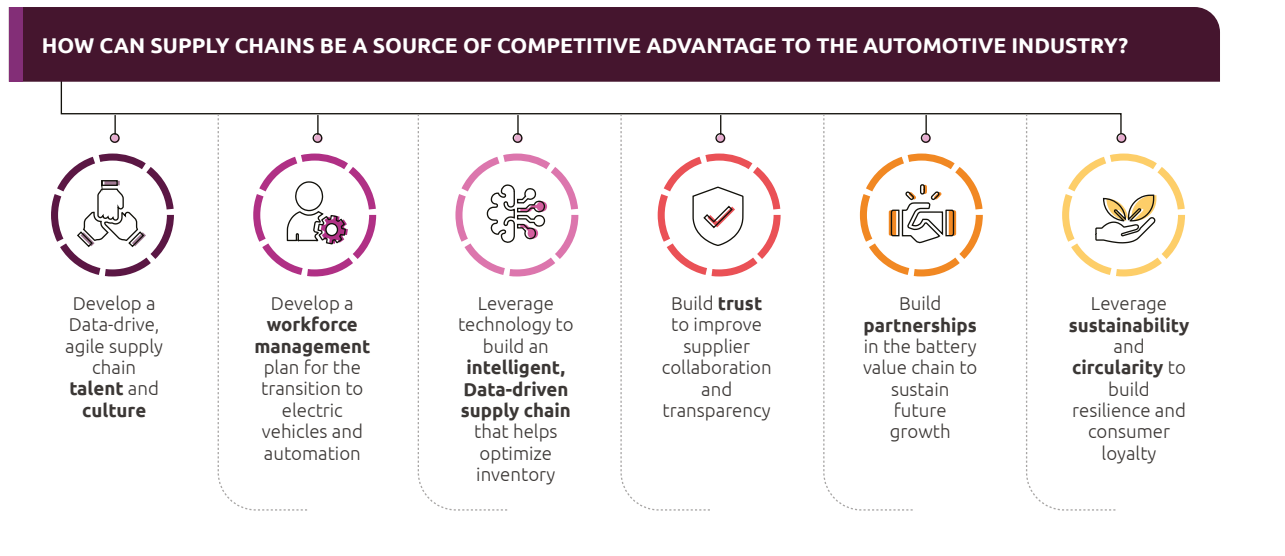 HOW CAN SUPPLY CHAINS BE A SOURCE OF COMPETITIVE ADVANTAGE TO THE AUTOMOTIVE INDUSTRY?
Develop a
Data-drive,
agile supply
chain
talent and
culture
Develop a
workforce
management
plan for the
transition to
electric
vehicles and
automation
Leverage
technology to
build an
intelligent,
Data-driven
supply chain
that helps
optimize
inventory
Build trust
to improve
supplier
collaboration
and
transparency
Build
partnerships
in the battery
value chain to
sustain
future
growth
Leverage
sustainability
and
circularity to
build
resilience and
consumer
loyalty